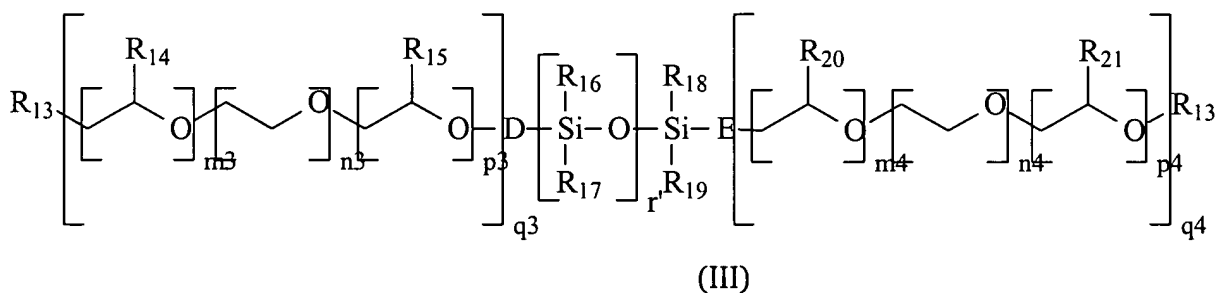 R14 R15 R16 R18 R20 R21
R13 O O O D Si O Si E O O O R13
m3 n3 p3 R17 r' R19 m4 n4 p4
q3 q4
(III)